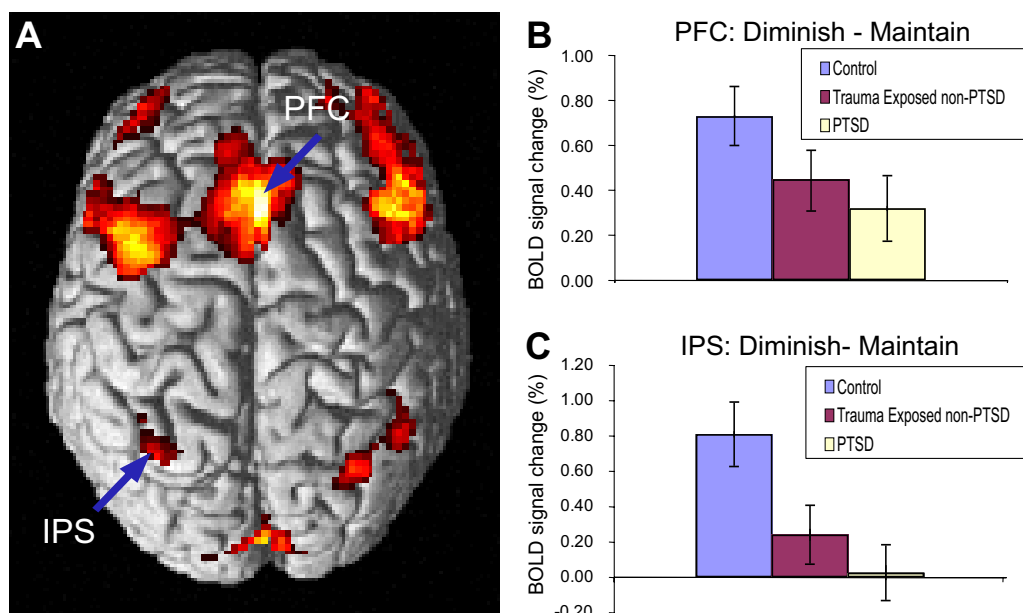 A
PFC
IPS
B
PFC: Diminish - Maintain
BOLD signal change (%)
1.00
0.80
0.60
0.40
0.20
0.00
Control
Trauma Exposed non-PTSD
PTSD
C
IPS: Diminish- Maintain
BOLD signal change (%)
1.20
1.00
0.80
0.60
0.40
0.20
0.00
-0.20
Control
Trauma Exposed non-PTSD
PTSD